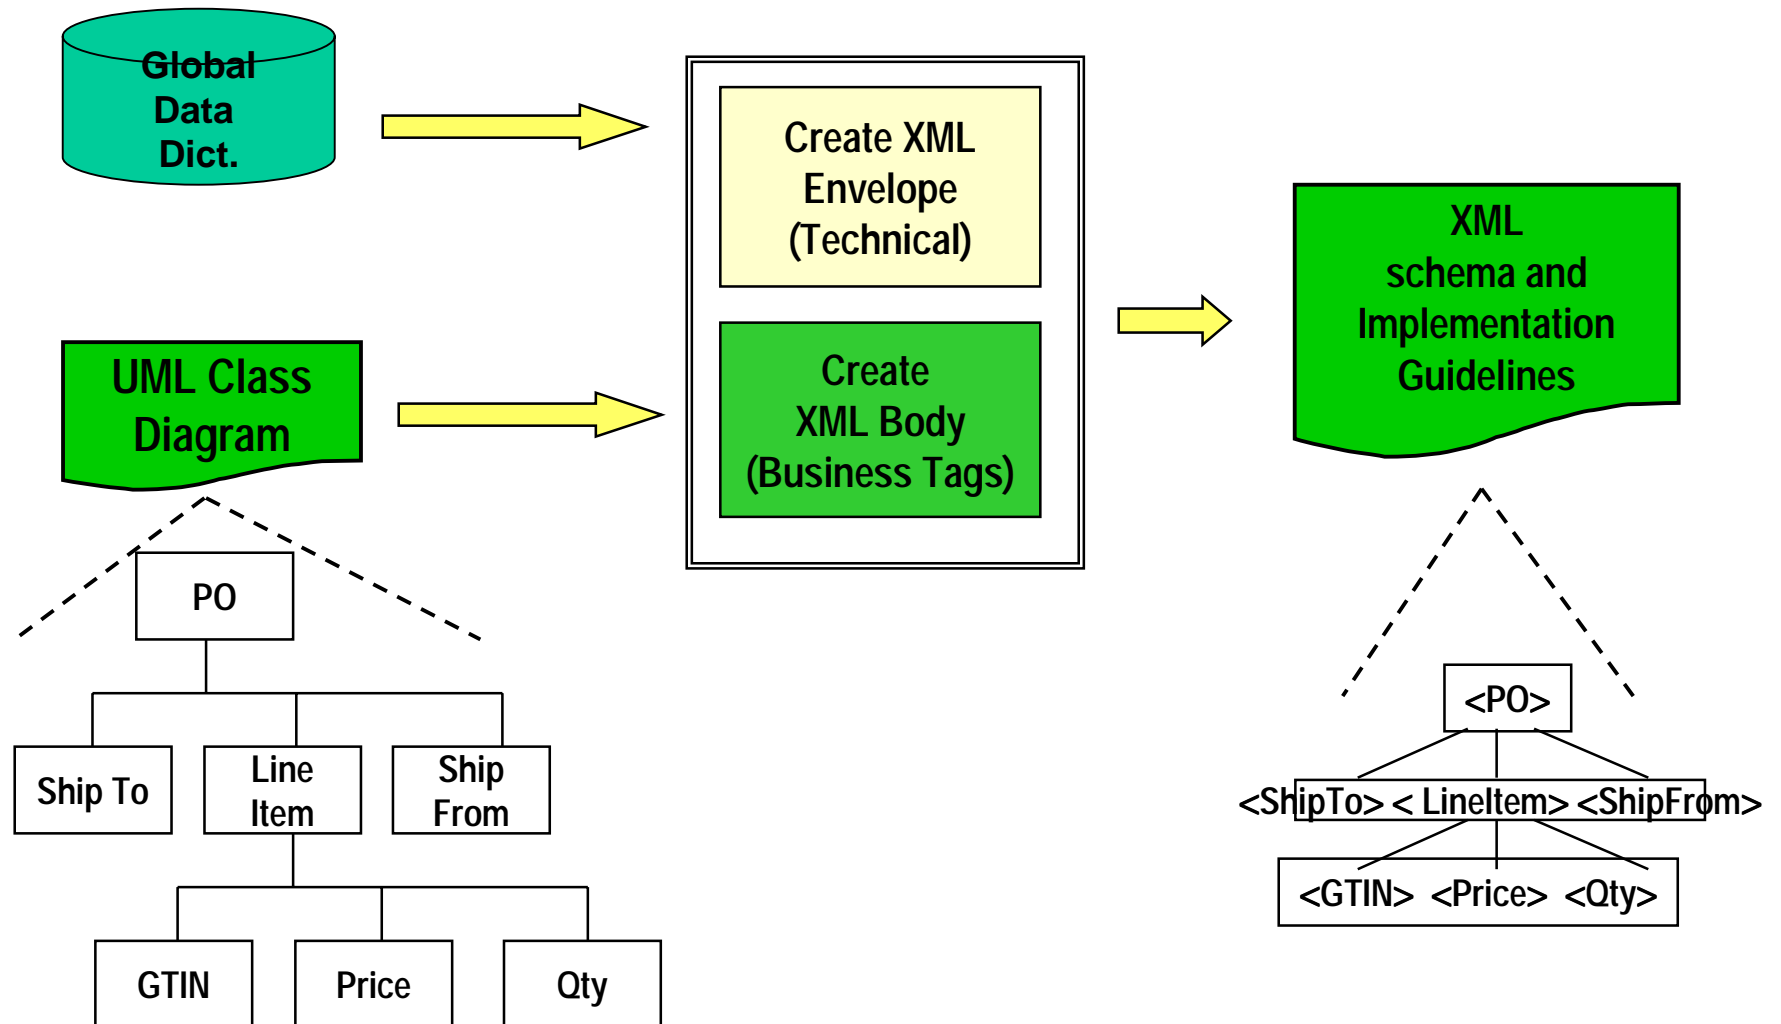 Global
Data
Dict.
Create XML
Envelope
(Technical)
XML
schema and
Implementation
Guidelines
UML Class
Diagram
Create
XML Body
(Business Tags)
PO
Ship To
Line
Item
Ship
From
GTIN
Price
Qty
<PO>
<ShipTo> < LineItem> <ShipFrom>
<GTIN> <Price> <Qty>